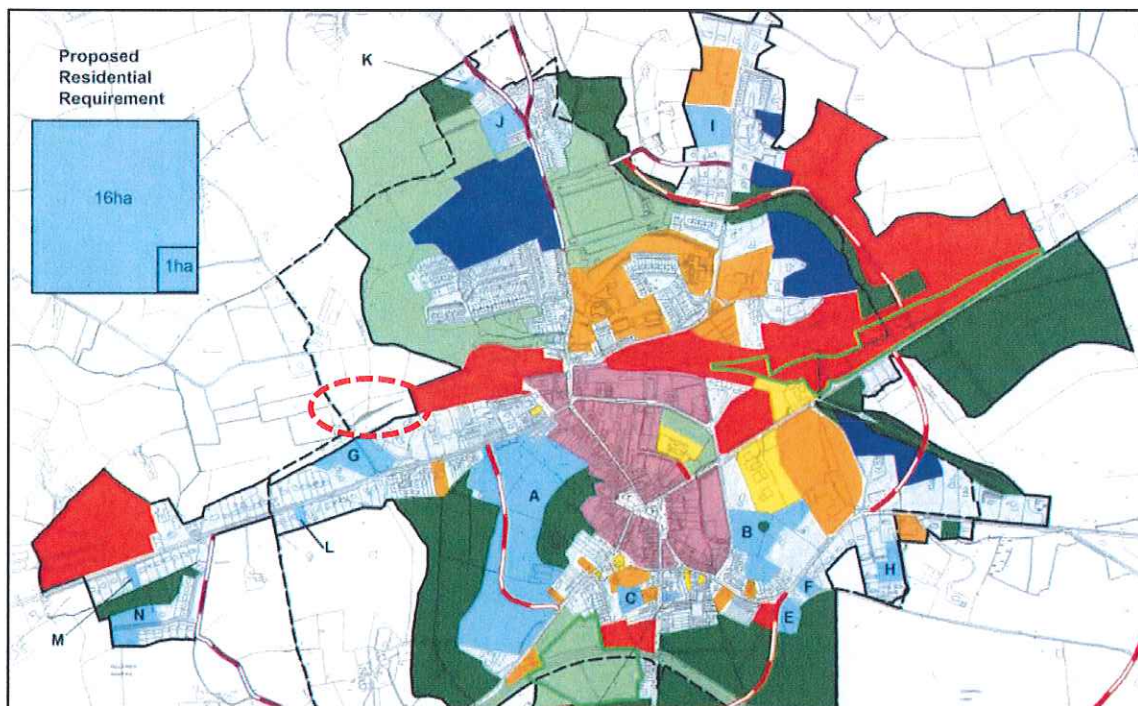 Proposed
Residential
Requirement
16ha
1ha
K
J
I
G
A
L
B
C
F
H
E
N
M